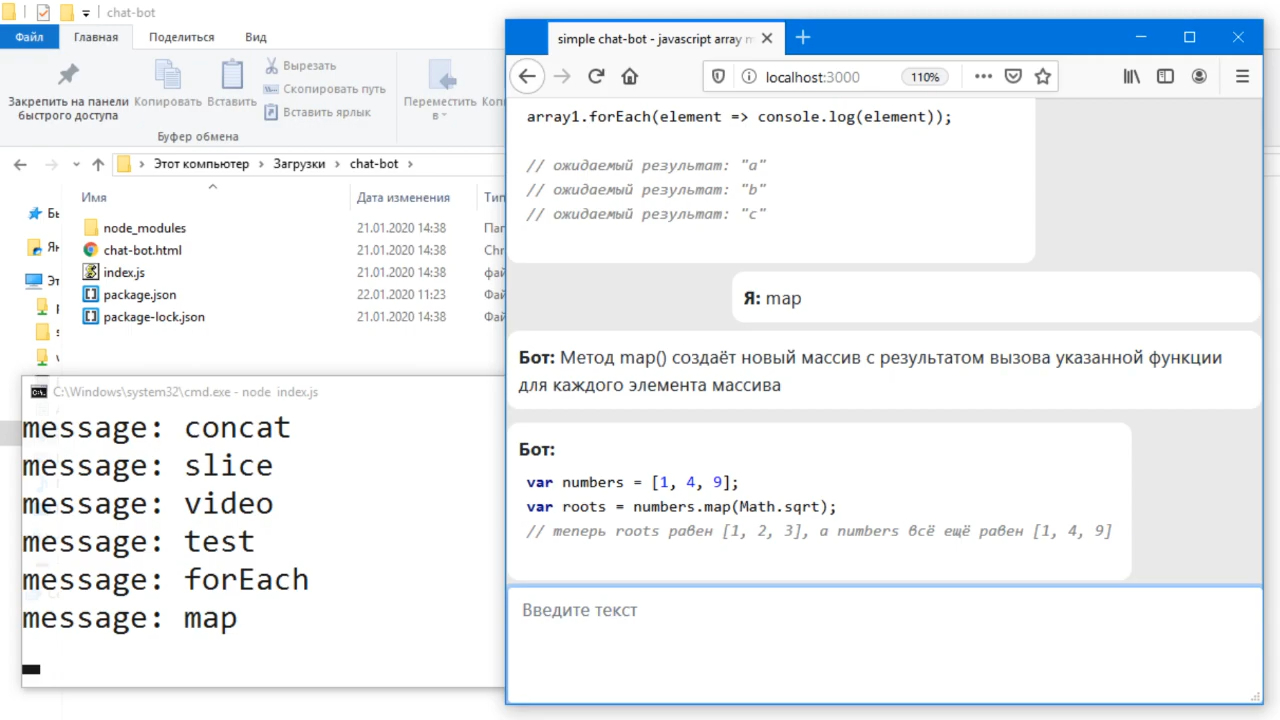 chat-bot
Файл Главная Поделиться Вид
Вырезать
Скопировать путь
Вставить ярлык
Закрепить на панели быстрого доступа
Копировать
Вставить
Переместить в
Буфер обмена
Этот компьютер Загрузки chat-bot
Имя Дата изменения
node_modules 21.01.2020 14:38
chat-bot.html 21.01.2020 14:38
index.js 21.01.2020 14:38
package.json 22.01.2020 11:23
package-lock.json 21.01.2020 14:38
C:\Windows\system32\cmd.exe - node index.js
message: concat
message: slice
message: video
message: test
message: forEach
message: map
simple chat-bot - javascript array
localhost:3000 110%
array1.forEach(element => console.log(element));
// ожидаемый результат: "a"
// ожидаемый результат: "b"
// ожидаемый результат: "c"
Я: map
Бот: Метод map() создаёт новый массив с результатом вызова указанной функции
для каждого элемента массива
Бот:
var numbers = [1, 4, 9];
var roots = numbers.map(Math.sqrt);
// теперь roots равен [1, 2, 3], а numbers всё ещё равен [1, 4, 9]
Введите текст